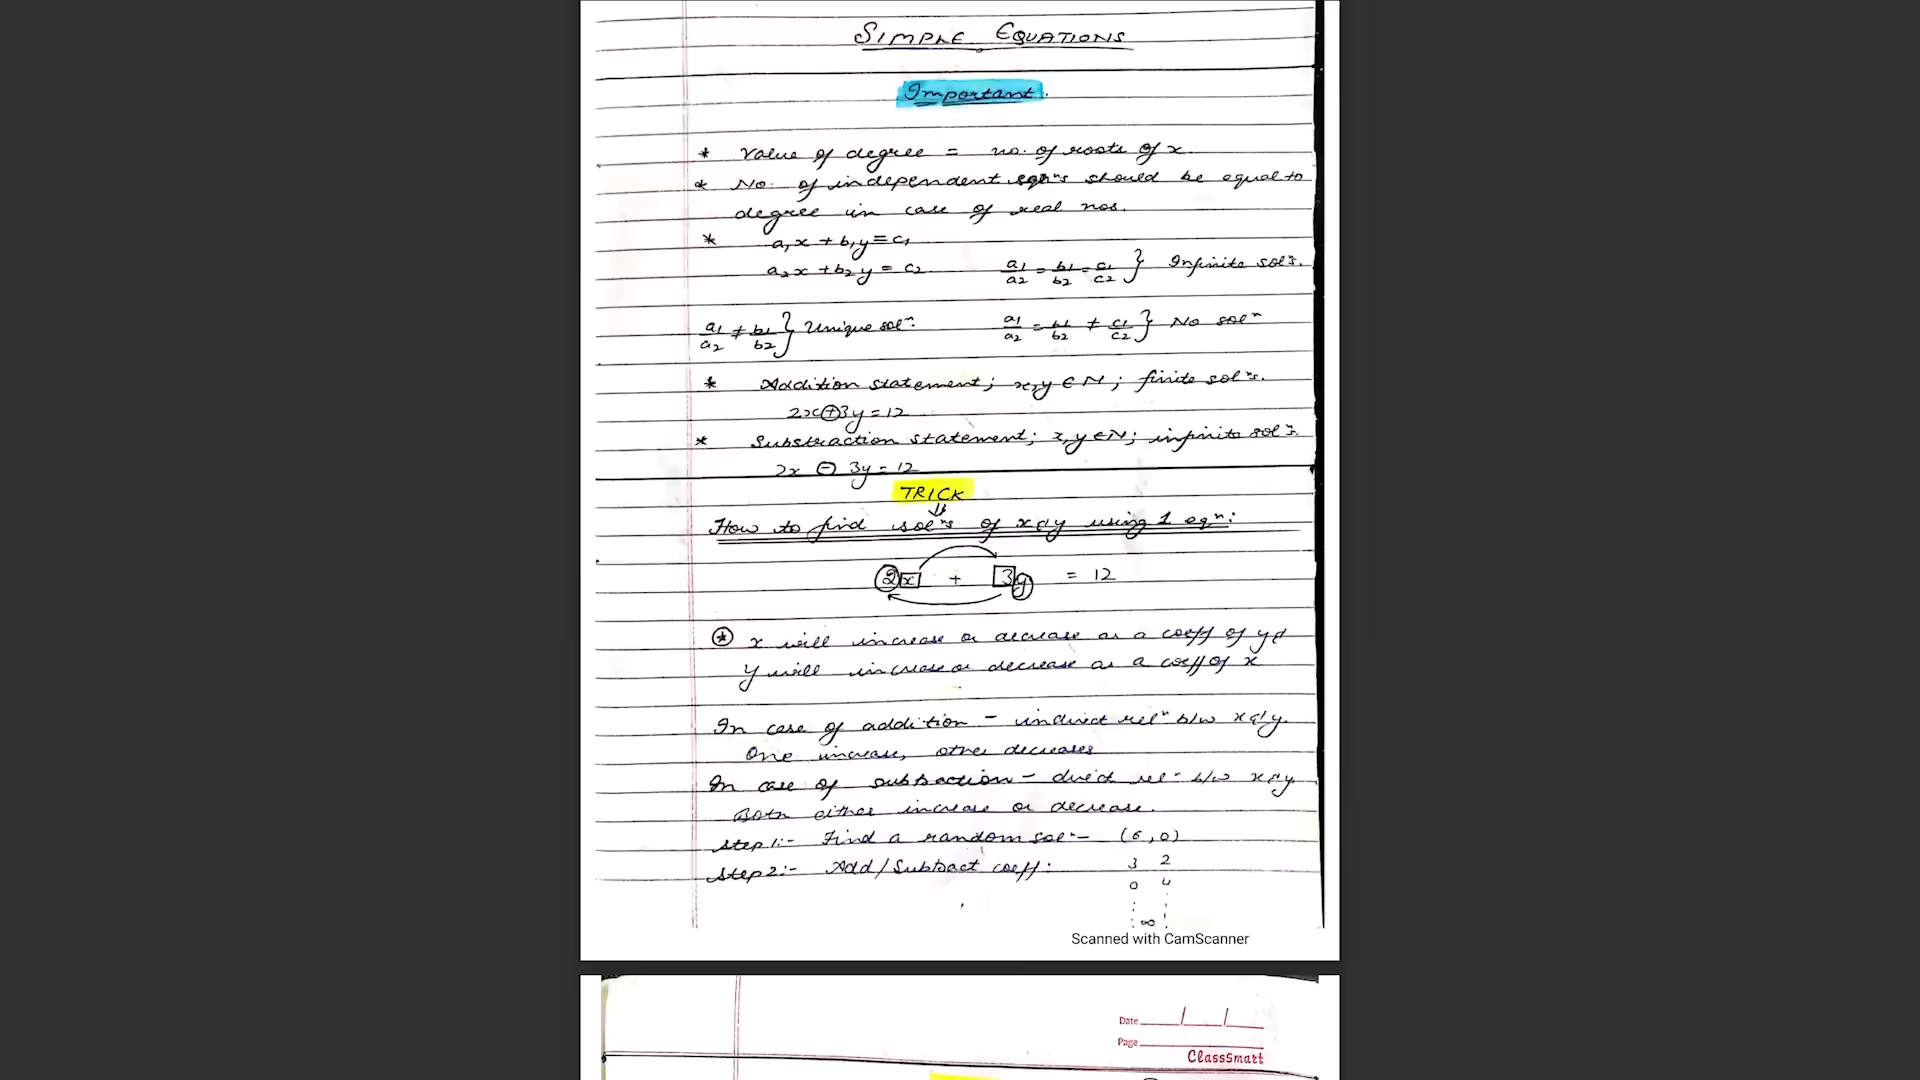 SIMPLE EQUATIONS
Important.
* Value of degree = no. of roots of x.
* No. of independent eqnⁿs should be equal to
degree in case of real nos.
* a₁x + b₁y = c₁
a₂x + b₂y = c₂ a₁/a₂ = b₁/b₂ = c₁/c₂ } Infinite solⁿs.
a₁/a₂ ≠ b₁/b₂ } Unique solⁿ. a₁/a₂ = b₁/b₂ ≠ c₁/c₂ } No solⁿ
* Addition statement; x,y ∈ N; finite solⁿs.
2x + 3y = 12
* Substraction statement; x,y ∈ N; infinite solⁿs.
2x - 3y = 12
TRICK
⇓
How to find solⁿs of x & y using 1 eqⁿ:
2x + 3y = 12
* x will increase or decrease as a coeff of y &
y will increase or decrease as a coeff of x
In case of addition - indirect relⁿ b/w x & y.
One increase, other decreases
In case of subtraction - direct relⁿ b/w x & y
Both either increase or decrease.
Step 1:- Find a random solⁿ - (6,0)
Step 2:- Add/Subtract coeff: 3 2
0 4
∞
Scanned with CamScanner
Date
Page
ClassSmart